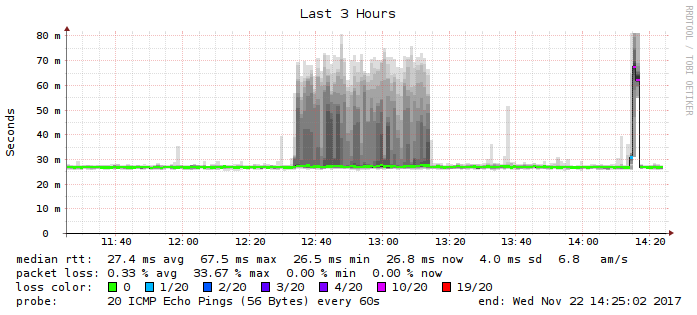 Last 3 Hours
RRDTOOL / TOBI OETIKER
Seconds
80 m
70 m
60 m
50 m
40 m
30 m
20 m
10 m
0
11:40 12:00 12:20 12:40 13:00 13:20 13:40 14:00 14:20
median rtt: 27.4 ms avg 67.5 ms max 26.5 ms min 26.8 ms now 4.0 ms sd 6.8 am/s
packet loss: 0.33 % avg 33.67 % max 0.00 % min 0.00 % now
loss color: 0 1/20 2/20 3/20 4/20 10/20 19/20
probe: 20 ICMP Echo Pings (56 Bytes) every 60s end: Wed Nov 22 14:25:02 2017